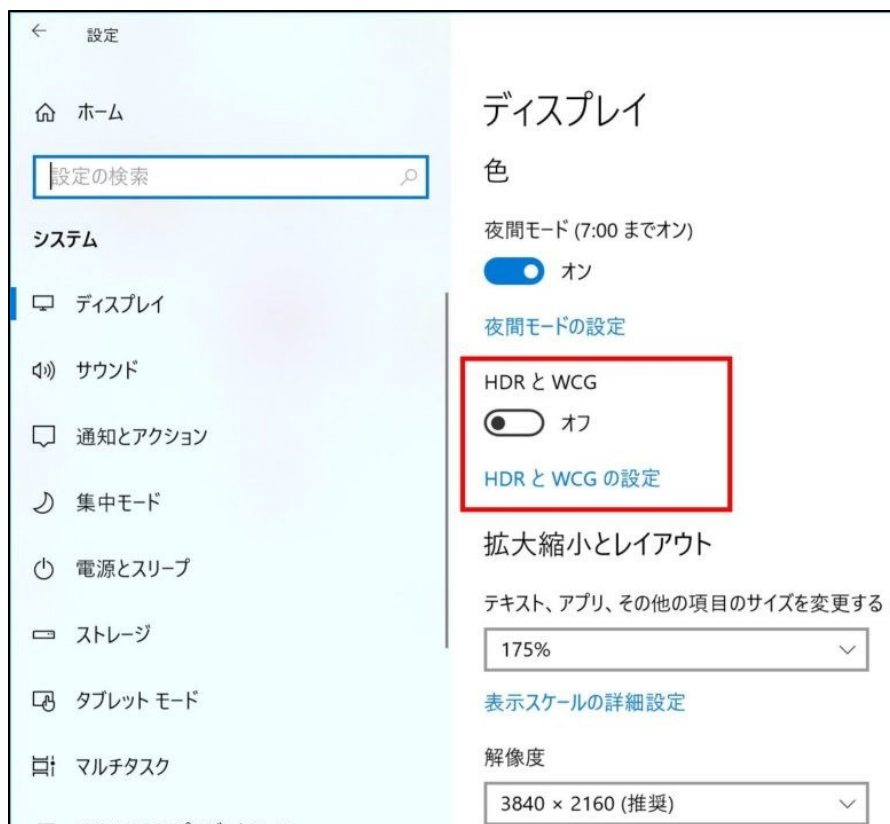 設定
ホーム
設定の検索
システム
ディスプレイ
サウンド
通知とアクション
集中モード
電源とスリープ
ストレージ
タブレット モード
マルチタスク
ディスプレイ
色
夜間モード (7:00 までオン)
オン
夜間モードの設定
HDR と WCG
オフ
HDR と WCG の設定
拡大縮小とレイアウト
テキスト、アプリ、その他の項目のサイズを変更する
175%
表示スケールの詳細設定
解像度
3840 × 2160 (推奨)